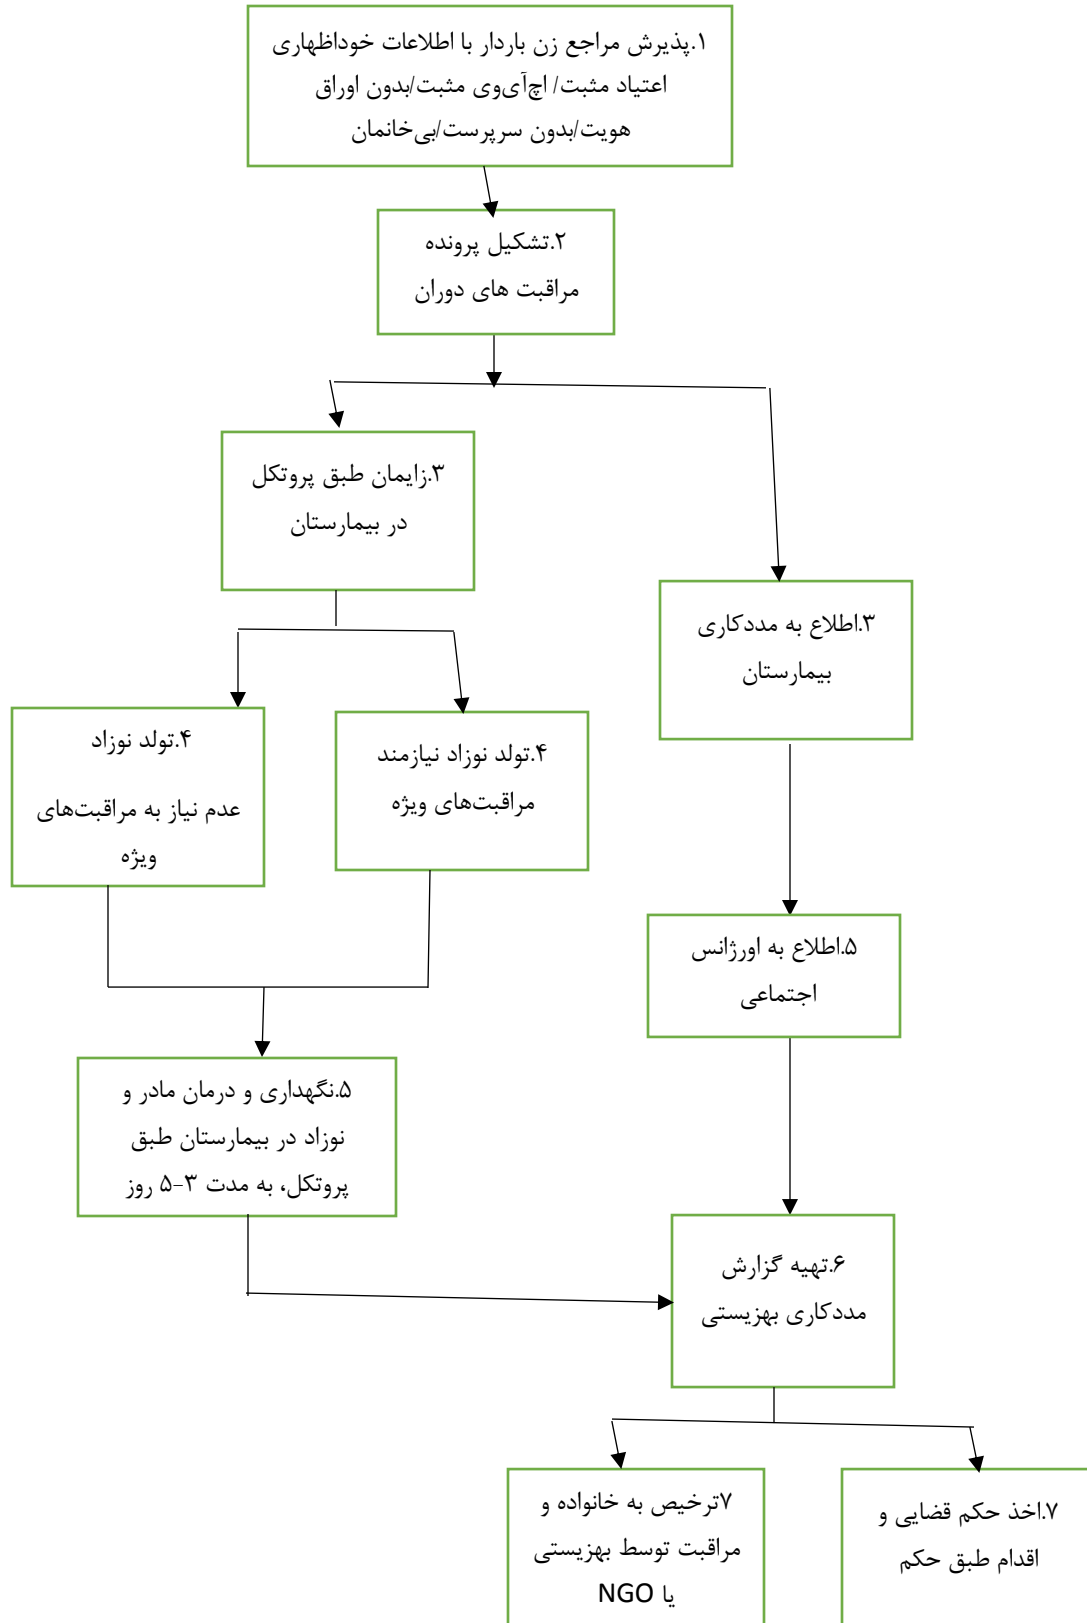 ۱.پذیرش مراجع زن باردار با اطلاعات خوداظهاری
اعتیاد مثبت/ اچ‌آی‌وی مثبت/بدون اوراق
هویت/بدون سرپرست/بی‌خانمان
۲.تشکیل پرونده
مراقبت های دوران
۳.زایمان طبق پروتکل
در بیمارستان
۳.اطلاع به مددکاری
بیمارستان
۴.تولد نوزاد
عدم نیاز به مراقبت‌های
ویژه
۴.تولد نوزاد نیازمند
مراقبت‌های ویژه
۵.اطلاع به اورژانس
اجتماعی
۵.نگهداری و درمان مادر و
نوزاد در بیمارستان طبق
پروتکل، به مدت ۳-۵ روز
۶.تهیه گزارش
مددکاری بهزیستی
۷ترخیص به خانواده و
مراقبت توسط بهزیستی
یا NGO
۷.اخذ حکم قضایی و
اقدام طبق حکم